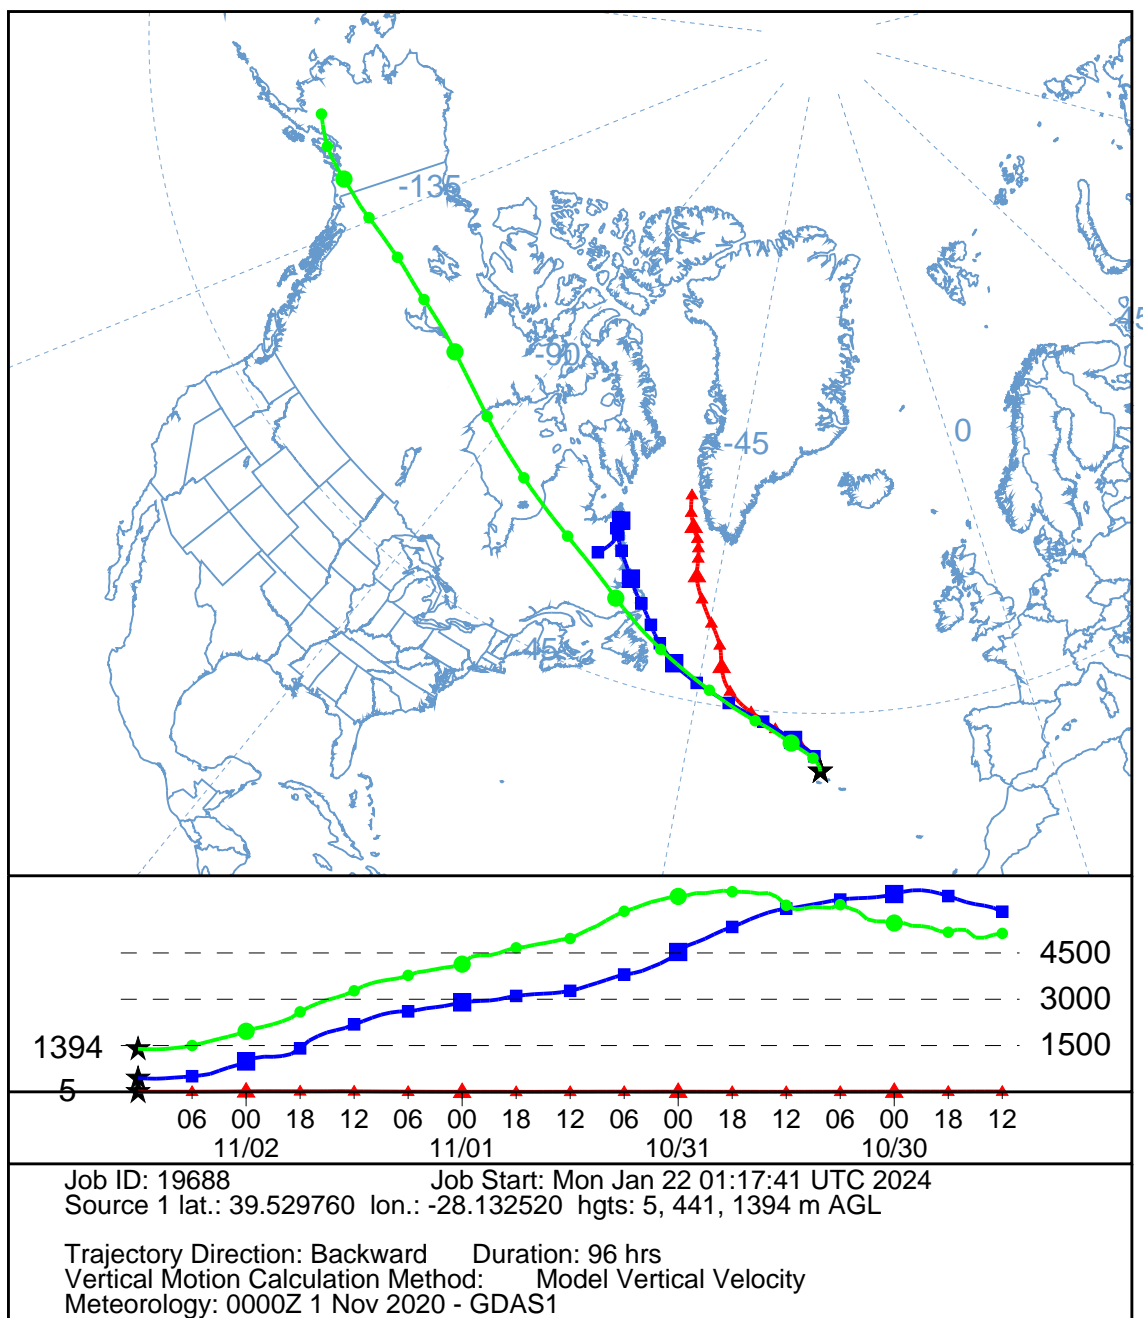 -135
-90
-45
0
45
45
4500
3000
1394 1500
5
06 00 18 12 06 00 18 12 06 00 18 12 06 00 18 12
11/02 11/01 10/31 10/30
Job ID: 19688 Job Start: Mon Jan 22 01:17:41 UTC 2024
Source 1 lat.: 39.529760 lon.: -28.132520 hgts: 5, 441, 1394 m AGL
Trajectory Direction: Backward Duration: 96 hrs
Vertical Motion Calculation Method: Model Vertical Velocity
Meteorology: 0000Z 1 Nov 2020 - GDAS1